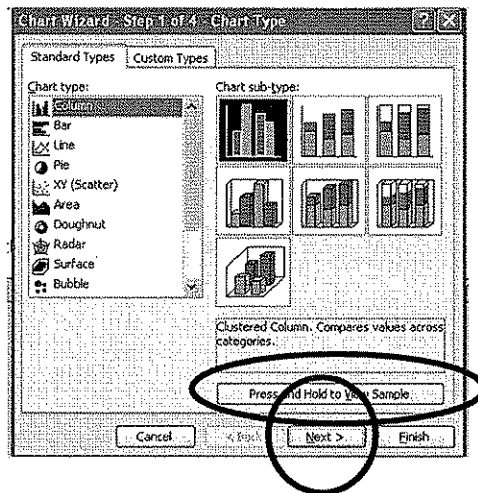 Chart Wizard - Step 1 of 4 - Chart Type
Standard Types
Custom Types
Chart type:
Column
Bar
Line
Pie
XY (Scatter)
Area
Doughnut
Radar
Surface
Bubble
Chart sub-type:
Clustered Column. Compares values across
categories.
Press and Hold to View Sample
Cancel
< Back
Next >
Finish